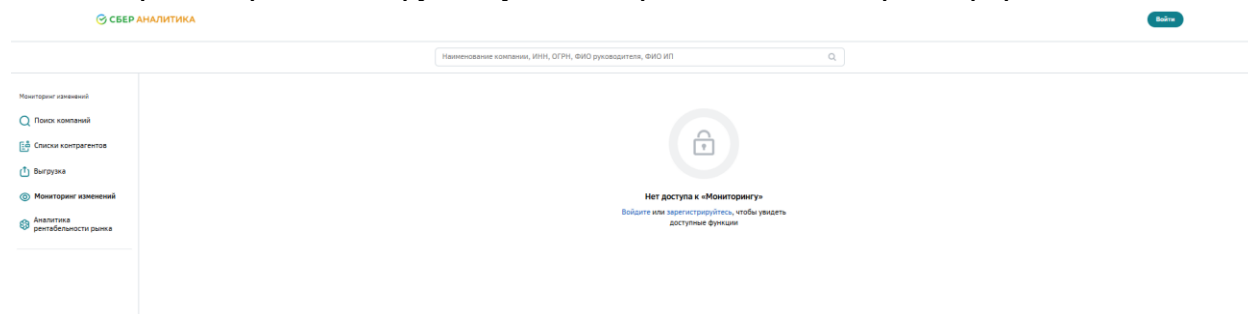 СБЕР АНАЛИТИКА
Войти
Наименование компании, ИНН, ОГРН, ФИО руководителя, ФИО ИП
Мониторинг изменений
Поиск компаний
Списки контрагентов
Выгрузка
Мониторинг изменений
Аналитика
рентабельности рынка
Нет доступа к «Мониторингу»
Войдите или зарегистрируйтесь, чтобы увидеть
доступные функции